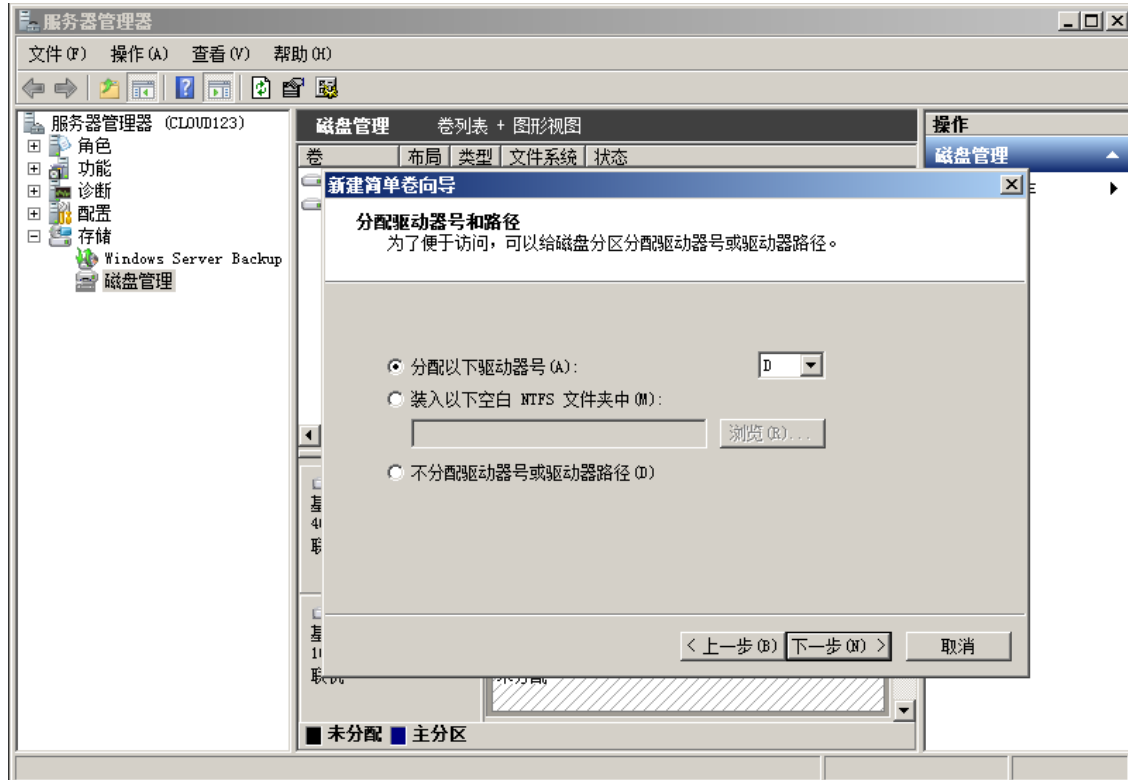 服务器管理器
文件(F) 操作(A) 查看(V) 帮助(H)
服务器管理器 (CLOUD123)
角色
功能
诊断
配置
存储
Windows Server Backup
磁盘管理
磁盘管理 卷列表 + 图形视图
卷 布局 类型 文件系统 状态
新建简单卷向导
分配驱动器号和路径
为了便于访问，可以给磁盘分区分配驱动器号或驱动器路径。
分配以下驱动器号(A): D
装入以下空白 NTFS 文件夹中(M):
浏览(R)...
不分配驱动器号或驱动器路径(D)
< 上一步(B) 下一步(N) > 取消
基
联
基
未分配 主分区
操作
磁盘管理